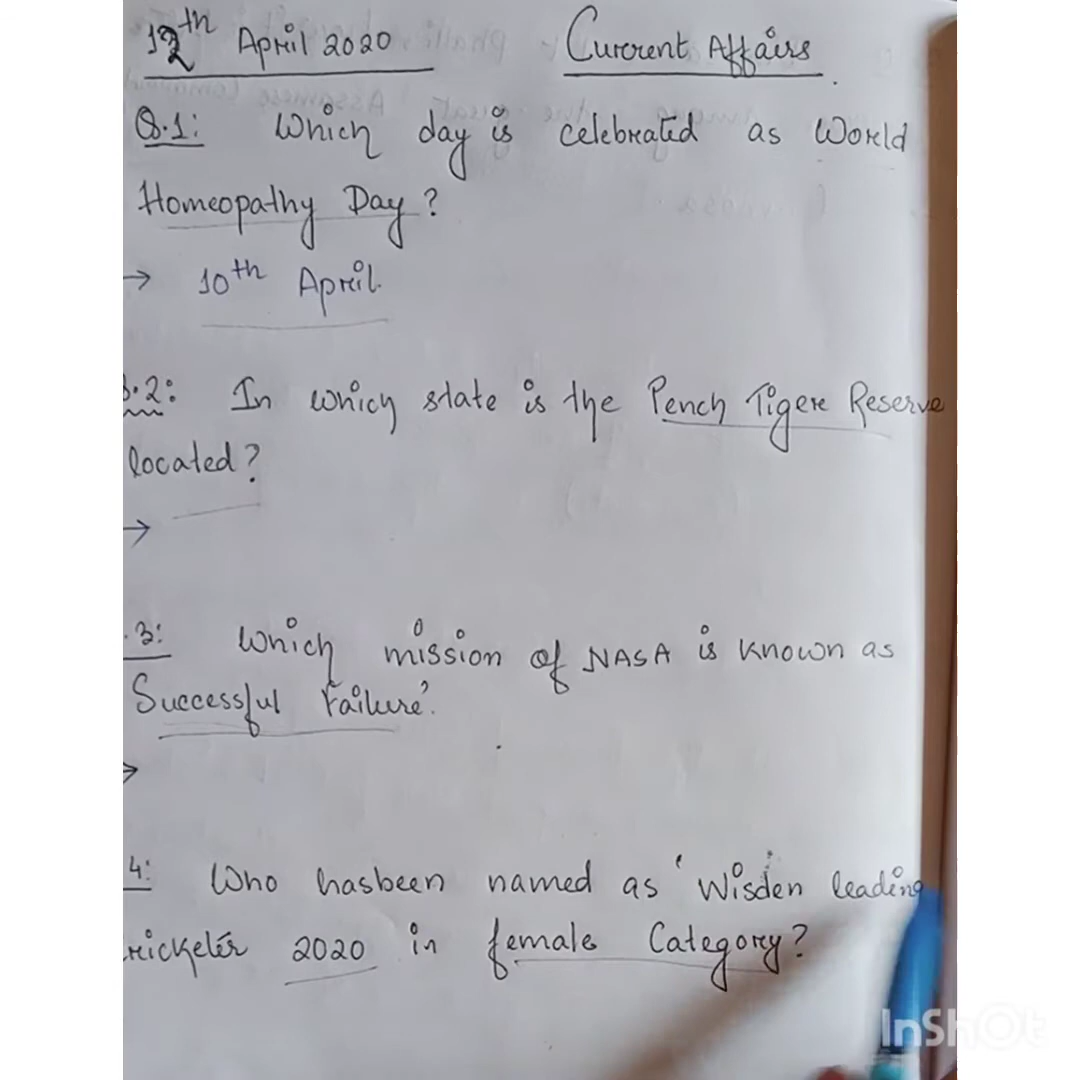 12th April 2020 Current Affairs
Q.1: Which day is celebrated as World
Homeopathy Day?
→ 10th April.
.2: In which state is the Pench Tiger Reserve
located?
→
.3: Which mission of NASA is known as
Successful Failure?
→
4: Who hasbeen named as 'Wisden leading
ricketer 2020 in female Category?
InShOt